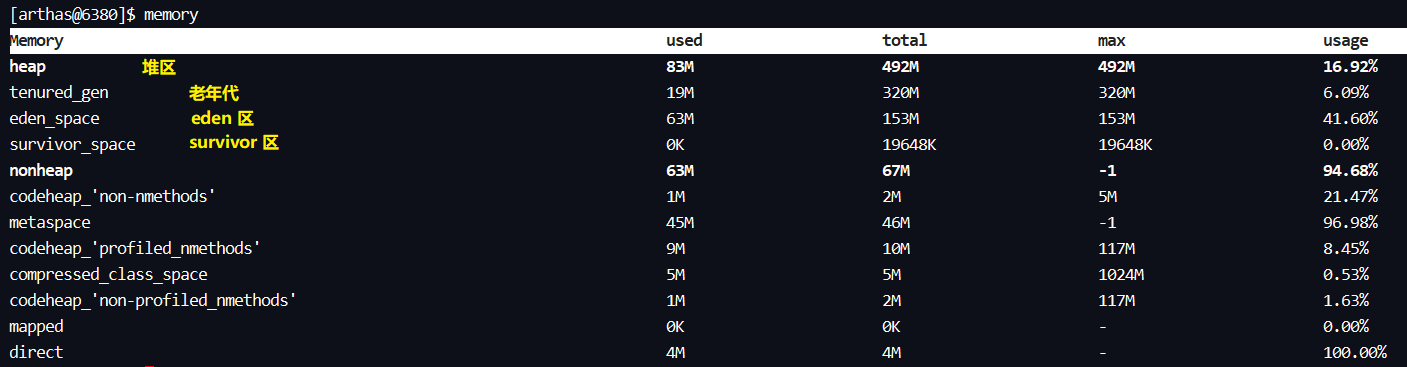 [arthas@6380]$ memory
Memory used total max usage
heap 堆区 83M 492M 492M 16.92%
tenured_gen 老年代 19M 320M 320M 6.09%
eden_space eden 区 63M 153M 153M 41.60%
survivor_space survivor 区 0K 19648K 19648K 0.00%
nonheap 63M 67M -1 94.68%
codeheap_'non-nmethods' 1M 2M 5M 21.47%
metaspace 45M 46M -1 96.98%
codeheap_'profiled_nmethods' 9M 10M 117M 8.45%
compressed_class_space 5M 5M 1024M 0.53%
codeheap_'non-profiled_nmethods' 1M 2M 117M 1.63%
mapped 0K 0K - 0.00%
direct 4M 4M - 100.00%